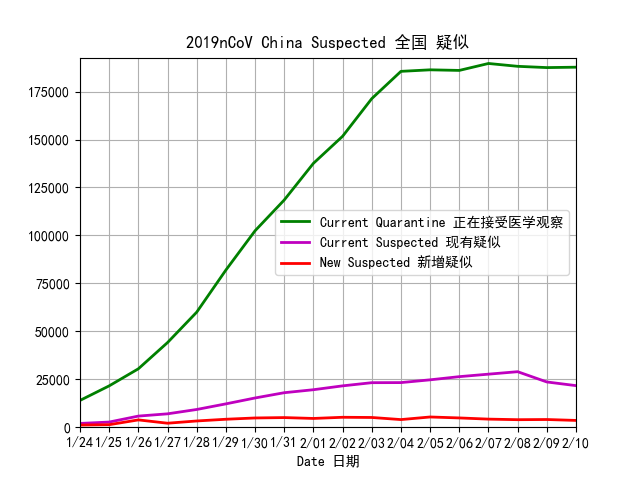 2019nCoV China Suspected 全国 疑似
175000
150000
125000
100000
75000
50000
25000
0
Current Quarantine 正在接受医学观察
Current Suspected 现有疑似
New Suspected 新增疑似
1/24 1/25 1/26 1/27 1/28 1/29 1/30 1/31 2/01 2/02 2/03 2/04 2/05 2/06 2/07 2/08 2/09 2/10
Date 日期